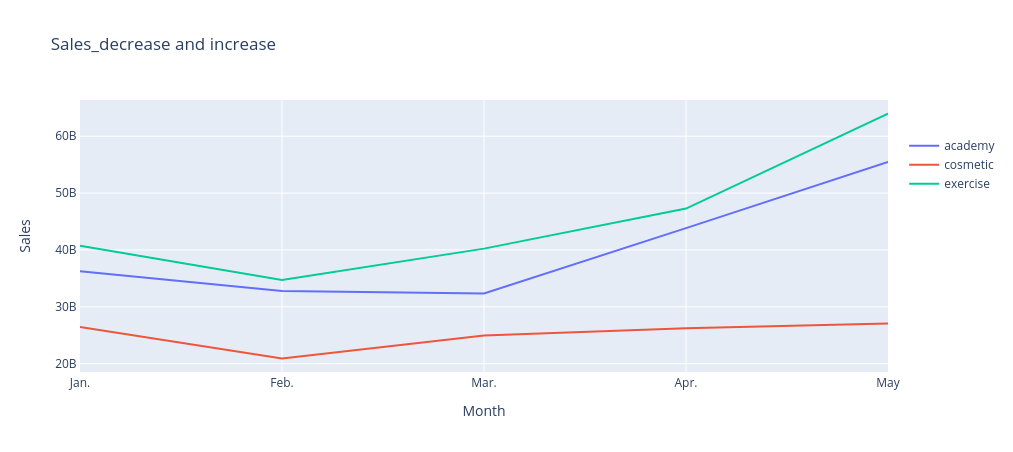 Sales_decrease and increase
60B
50B
40B
30B
20B
Sales
Jan.
Feb.
Mar.
Apr.
May
Month
academy
cosmetic
exercise